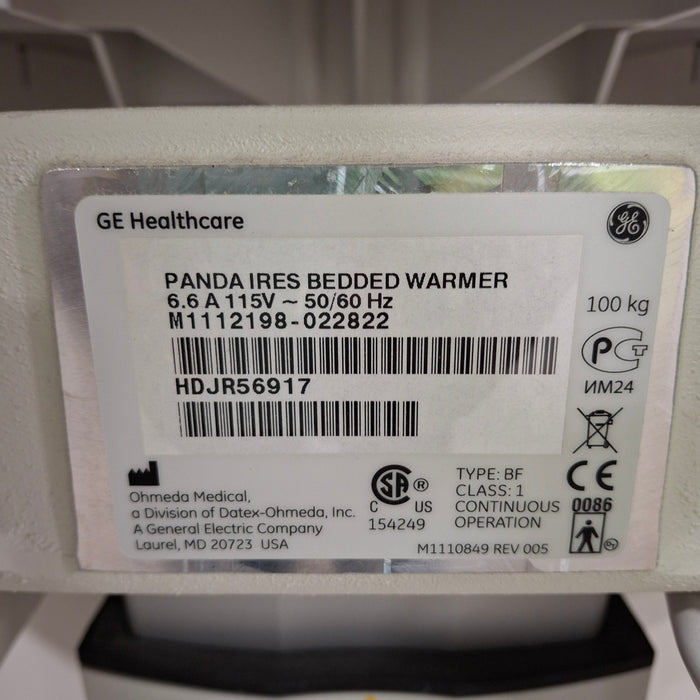 GE Healthcare
GE
PANDA IRES BEDDED WARMER
6.6 A 115V ~ 50/60 Hz
M1112198-022822
100 kg
HDJR56917
ИМ24
Ohmeda Medical,
a Division of Datex-Ohmeda, Inc.
A General Electric Company
Laurel, MD 20723 USA
SA ®
C US
154249
TYPE: BF
CLASS: 1
CONTINUOUS
OPERATION
CE
0086
M1110849 REV 005